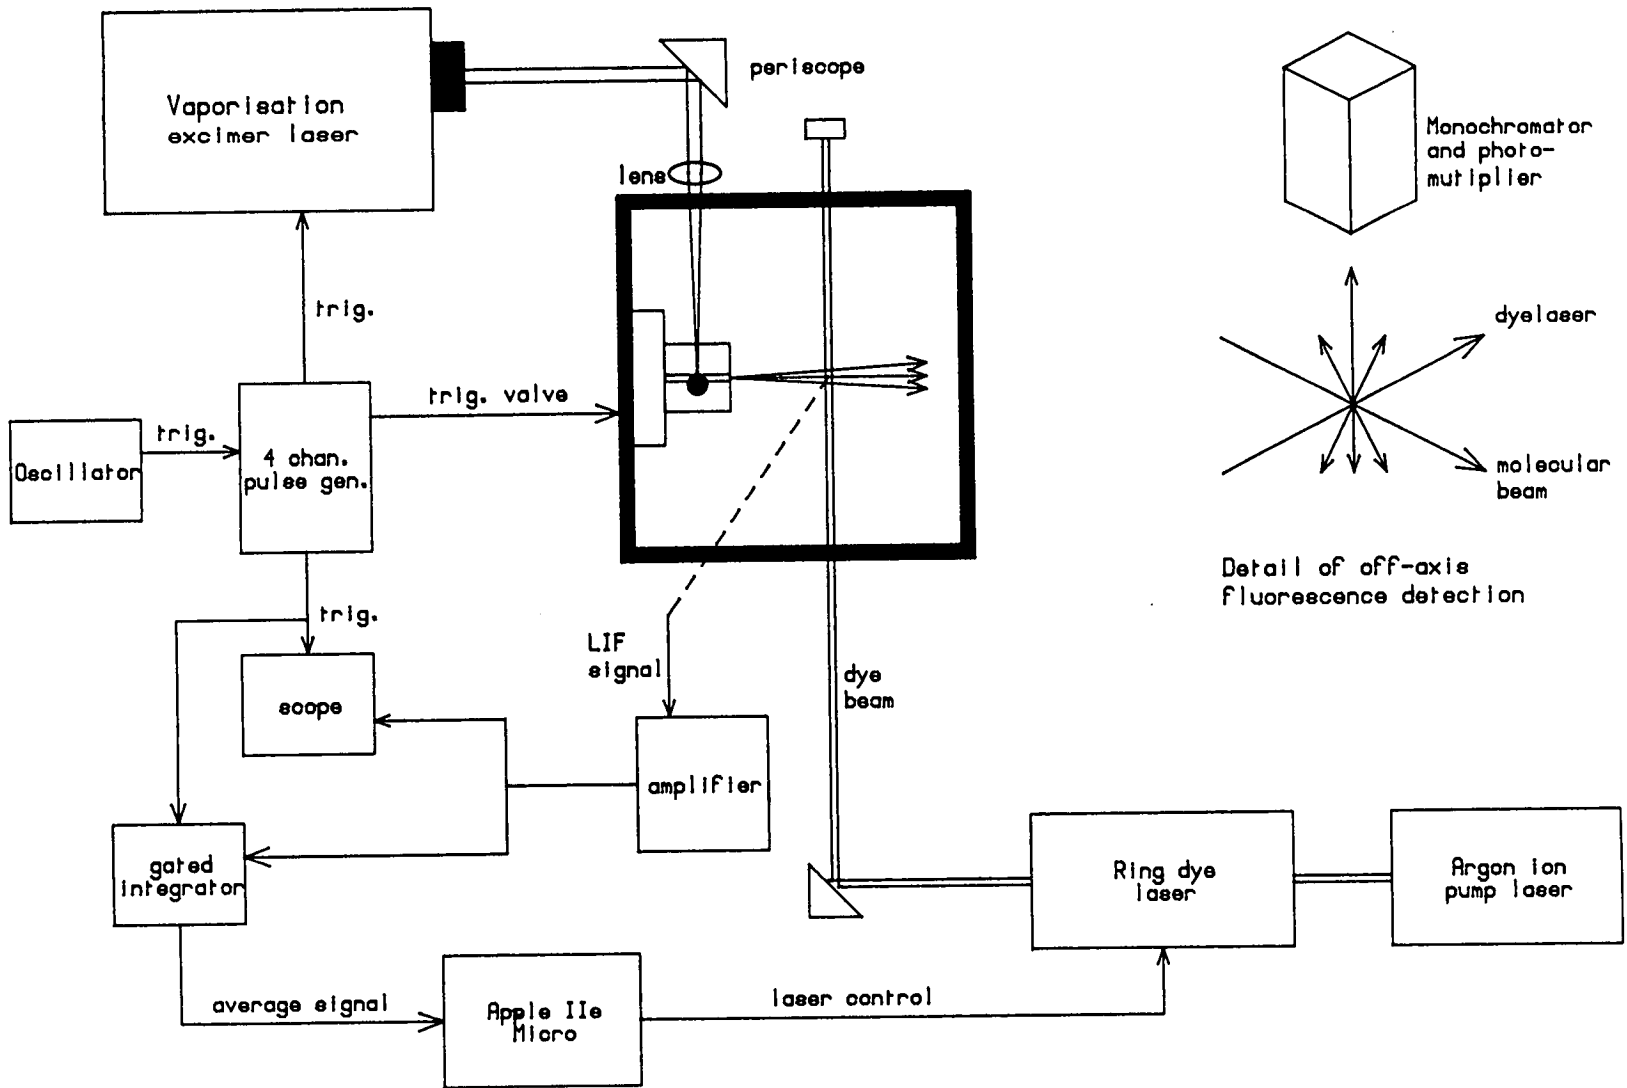 Vaporisation
excimer laser
periscope
lens
Monochromator
and photo-
mutiplier
trig.
dyelaser
trig. valve
Oscillator
trig.
4 chan.
pulse gen.
molecular
beam
Detail of off-axis
fluorescence detection
trig.
LIF
signal
scope
dye
beam
amplifier
gated
integrator
Ring dye
laser
Argon ion
pump laser
average signal
Apple IIe
Micro
laser control